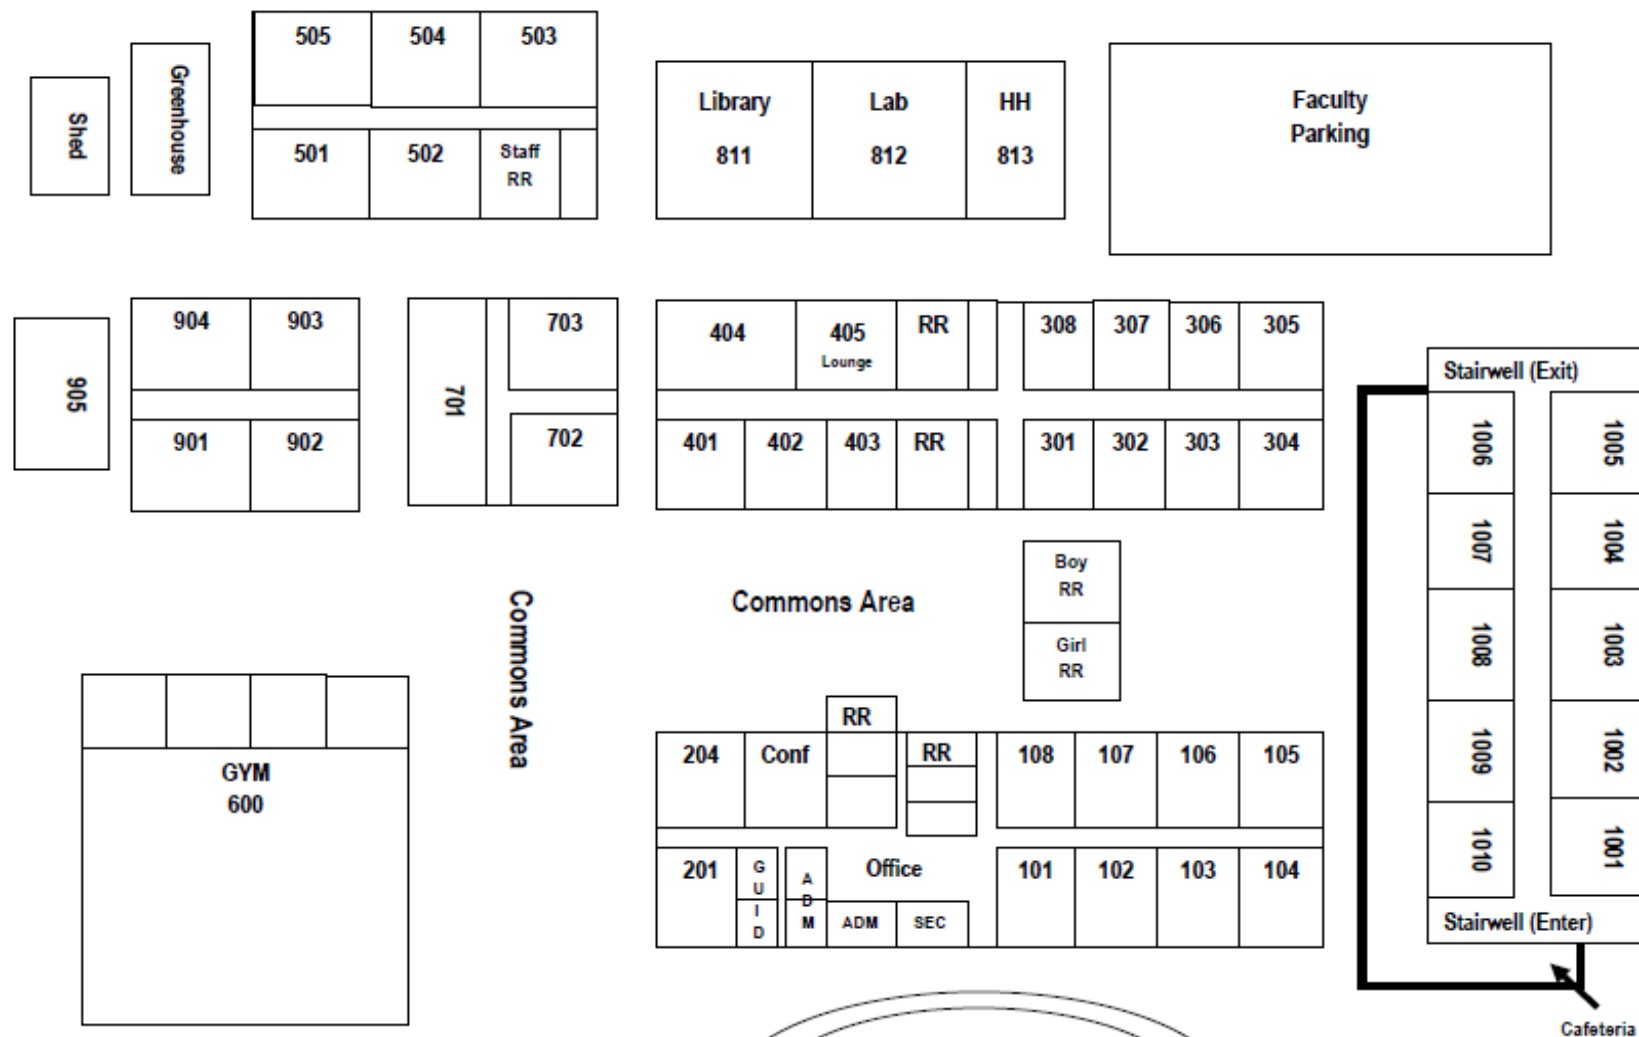 505 504 503
Shed
Greenhouse
501 502 Staff
RR
Library
811
Lab
812
HH
813
Faculty
Parking
905
904 903
901 902
701
703
702
404
405
Lounge
RR
308 307 306 305
401 402 403 RR
301 302 303 304
Stairwell (Exit)
1006
1005
1007
1004
1008
1003
1009
1002
1010
1001
Stairwell (Enter)
Cafeteria
Commons Area
Commons Area
Boy
RR
Girl
RR
GYM
600
RR
204 Conf RR 108 107 106 105
201
GUID
ADM
Office
ADM
SEC
101 102 103 104